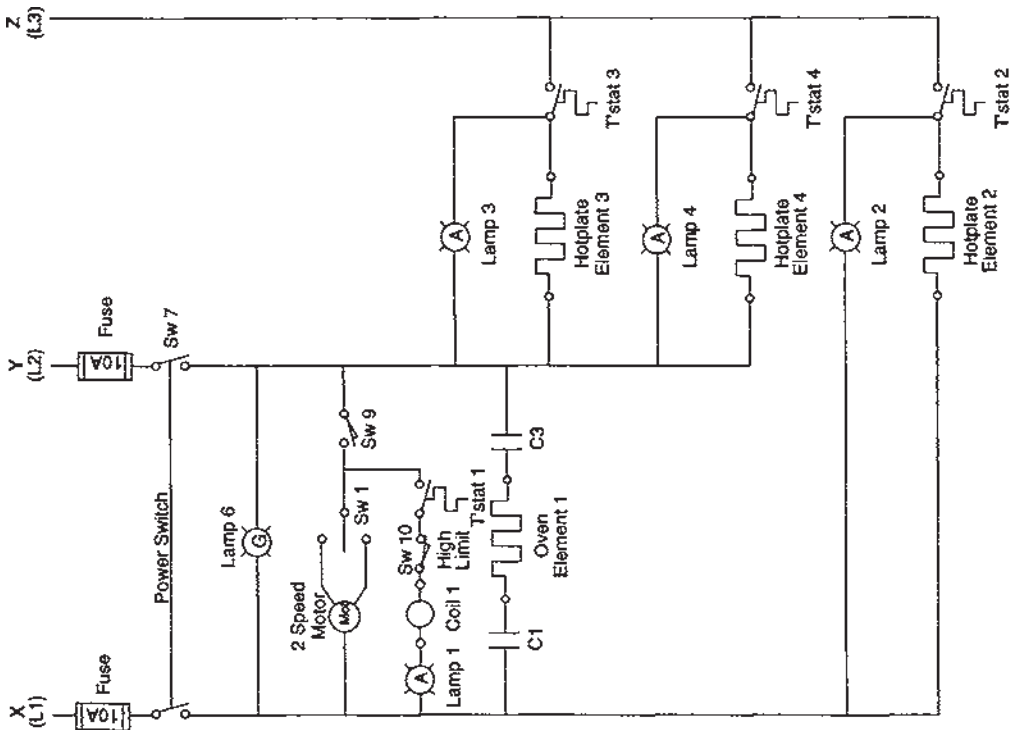 X
(L1)
Y
(L2)
Z
(L3)
Fuse
10A
Fuse
10A
Power Switch
Sw 7
Lamp 6
G
2 Speed
Motor
Mot
Sw 1
Sw 9
Lamp 1
A
Coil 1
Sw 10
High
Limit
T'stat 1
C1
Oven
Element 1
C3
A
Lamp 3
Hotplate
Element 3
T'stat 3
A
Lamp 4
Hotplate
Element 4
T'stat 4
A
Lamp 2
Hotplate
Element 2
T'stat 2